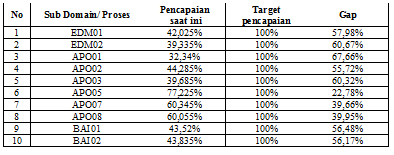 No Sub Domain/ Proses Pencapaian saat ini Target pencapaian Gap
1 EDM01 42,025% 100% 57,98%
2 EDM02 39,335% 100% 60,67%
3 APO01 32,34% 100% 67,66%
4 APO02 44,285% 100% 55,72%
5 APO03 39,685% 100% 60,32%
6 APO05 77,225% 100% 22,78%
7 APO07 60,345% 100% 39,66%
8 APO08 60,055% 100% 39,95%
9 BAI01 43,52% 100% 56,48%
10 BAI02 43,835% 100% 56,17%